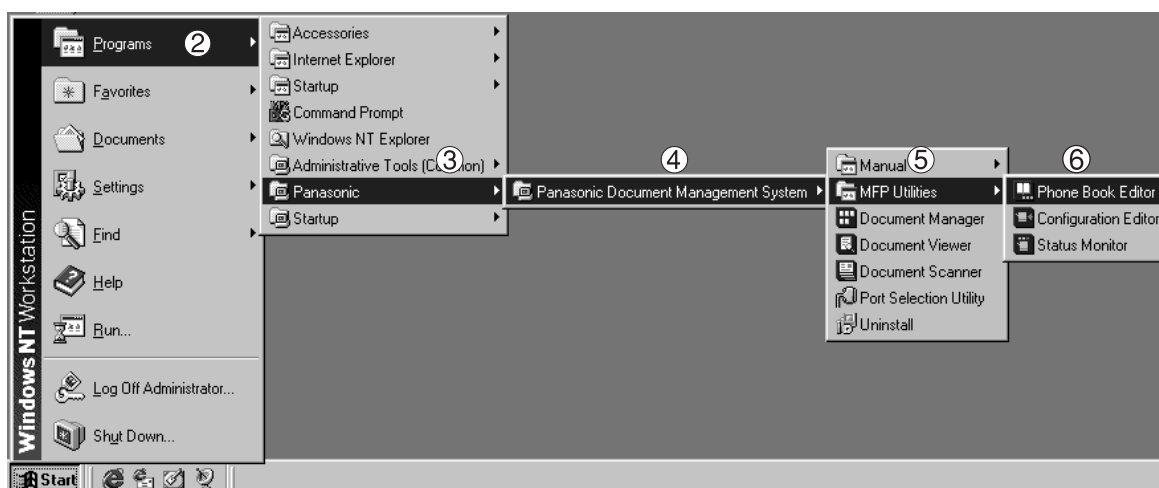 Windows NT Workstation
Programs ②
Favorites
Documents
Settings
Find
Help
Run...
Log Off Administrator...
Shut Down...
Start
Accessories
Internet Explorer
Startup
Command Prompt
Windows NT Explorer
Administrative Tools (Common) ③
Panasonic
Startup
④
Panasonic Document Management System
Manual ⑤
MFP Utilities
Document Manager
Document Viewer
Document Scanner
Port Selection Utility
Uninstall
⑥
Phone Book Editor
Configuration Editor
Status Monitor